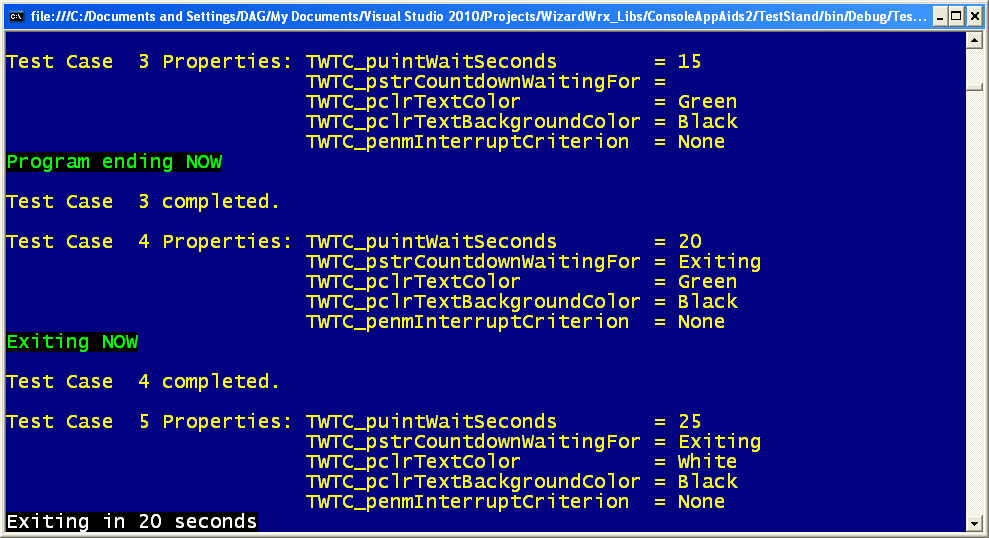 file:///C:/Documents and Settings/DAG/My Documents/Visual Studio 2010/Projects/WizardWrx_Libs/ConsoleAppAids2/TestStand/bin/Debug/Tes...
Test Case  3 Properties: TWTC_puintWaitSeconds        = 15
                         TWTC_pstrCountdownWaitingFor =
                         TWTC_pclrTextColor           = Green
                         TWTC_pclrTextBackgroundColor = Black
                         TWTC_penmInterruptCriterion  = None
Program ending NOW
Test Case  3 completed.
Test Case  4 Properties: TWTC_puintWaitSeconds        = 20
                         TWTC_pstrCountdownWaitingFor = Exiting
                         TWTC_pclrTextColor           = Green
                         TWTC_pclrTextBackgroundColor = Black
                         TWTC_penmInterruptCriterion  = None
Exiting NOW
Test Case  4 completed.
Test Case  5 Properties: TWTC_puintWaitSeconds        = 25
                         TWTC_pstrCountdownWaitingFor = Exiting
                         TWTC_pclrTextColor           = White
                         TWTC_pclrTextBackgroundColor = Black
                         TWTC_penmInterruptCriterion  = None
Exiting in 20 seconds